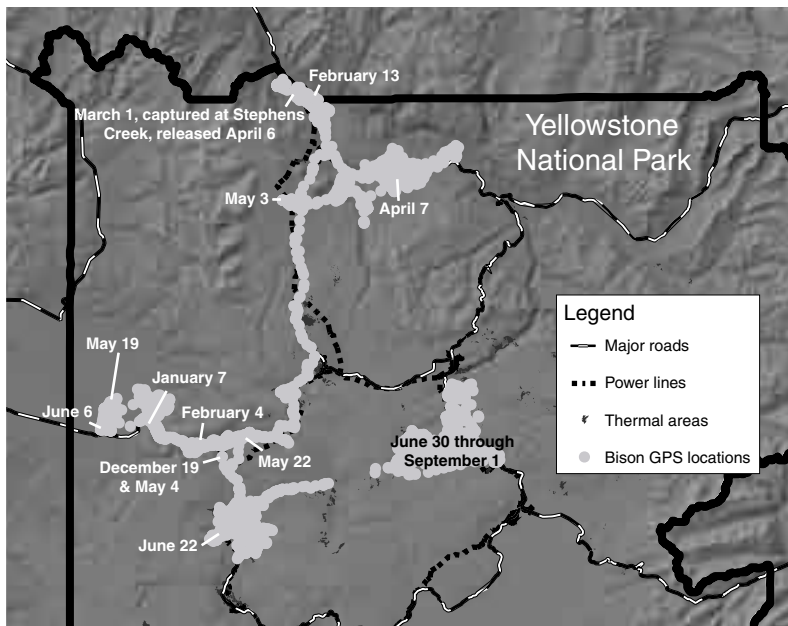 February 13
March 1, captured at Stephens
Creek, released April 6
Yellowstone
National Park
May 3
April 7
Legend
Major roads
Power lines
Thermal areas
Bison GPS locations
May 19
January 7
June 6
February 4
June 30 through
September 1
December 19
& May 4
May 22
June 22